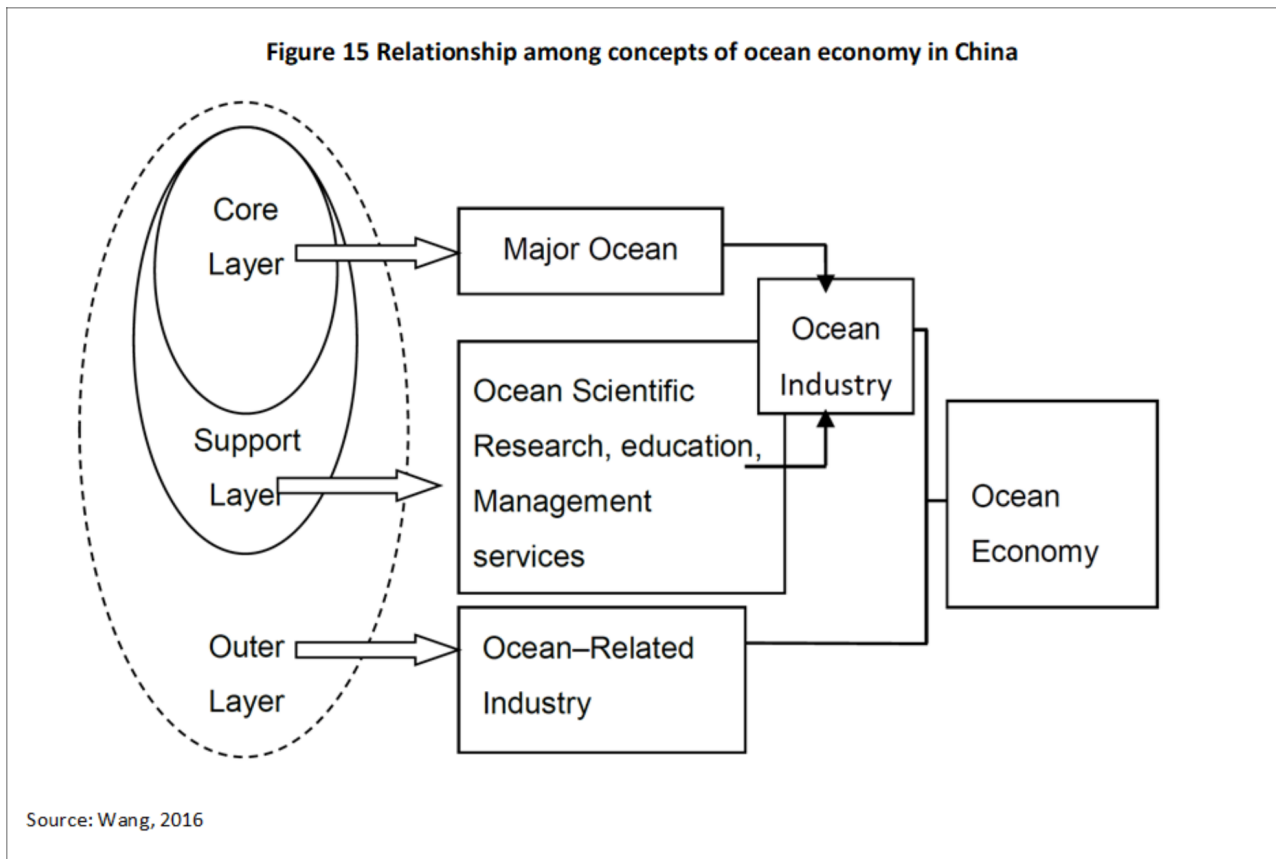 Figure 15 Relationship among concepts of ocean economy in China
Core
Layer
Major Ocean
Ocean
Industry
Support
Layer
Ocean Scientific
Research, education,
Management
services
Ocean
Economy
Outer
Layer
Ocean–Related
Industry
Source: Wang, 2016